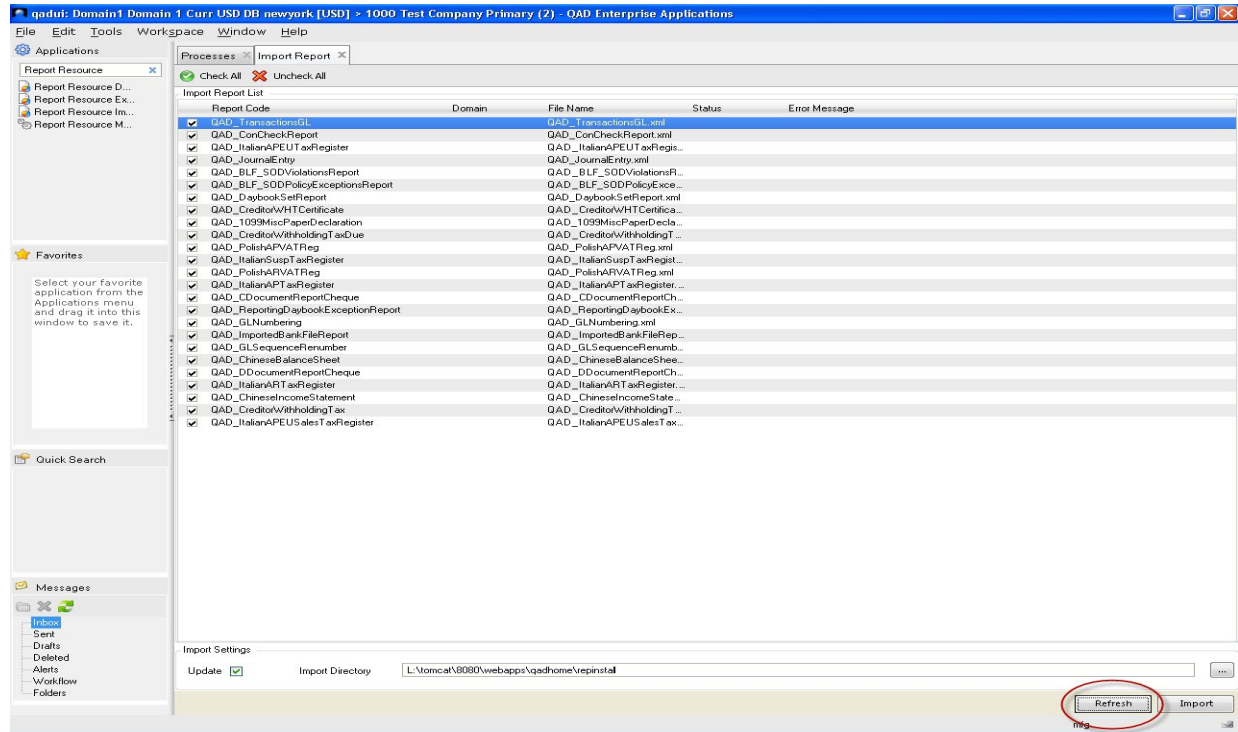 qadui: Domain1 Domain 1 Curr USD DB newyork [USD] > 1000 Test Company Primary (2) - QAD Enterprise Applications
File Edit Tools Workspace Window Help
Applications
Report Resource
Report Resource D...
Report Resource Ex...
Report Resource Im...
Report Resource M...
Favorites
Select your favorite
application from the
Applications menu
and drag it into this
window to save it.
Quick Search
Messages
Inbox
Sent
Drafts
Deleted
Alerts
Workflow
Folders
Processes Import Report
Check All Uncheck All
Import Report List
Report Code Domain File Name Status Error Message
QAD_TransactionsGL QAD_TransactionsGL.xml
QAD_ConCheckReport QAD_ConCheckReport.xml
QAD_ItalianAPEUTaxRegister QAD_ItalianAPEUTaxRegis...
QAD_JournalEntry QAD_JournalEntry.xml
QAD_BLF_SODViolationsReport QAD_BLF_SODViolationsR...
QAD_BLF_SODPolicyExceptionsReport QAD_BLF_SODPolicyExce...
QAD_DaybookSetReport QAD_DaybookSetReport.xml
QAD_CreditorWHTCertificate QAD_CreditorWHTCertifica...
QAD_1099MiscPaperDeclaration QAD_1099MiscPaperDecla...
QAD_CreditorWithholdingTaxDue QAD_CreditorWithholdingT...
QAD_PolishAPVATReg QAD_PolishAPVATReg.xml
QAD_ItalianSuspTaxRegister QAD_ItalianSuspTaxRegist...
QAD_PolishARVATReg QAD_PolishARVATReg.xml
QAD_ItalianAPTaxRegister QAD_ItalianAPTaxRegister....
QAD_CDocumentReportCheque QAD_CDocumentReportCh...
QAD_ReportingDaybookExceptionReport QAD_ReportingDaybookEx...
QAD_GLNumbering QAD_GLNumbering.xml
QAD_ImportedBankFileReport QAD_ImportedBankFileRep...
QAD_GLSequenceRenumber QAD_GLSequenceRenumb...
QAD_ChineseBalanceSheet QAD_ChineseBalanceShee...
QAD_DDocumentReportCheque QAD_DDocumentReportCh...
QAD_ItalianARTaxRegister QAD_ItalianARTaxRegister....
QAD_ChineseIncomeStatement QAD_ChineseIncomeState...
QAD_CreditorWithholdingTax QAD_CreditorWithholdingT...
QAD_ItalianAPEUSalesTaxRegister QAD_ItalianAPEUSalesTax...
Import Settings
Update Import Directory L:\tomcat\8080\webapps\qadhome\repinstall ...
Refresh Import
mfg